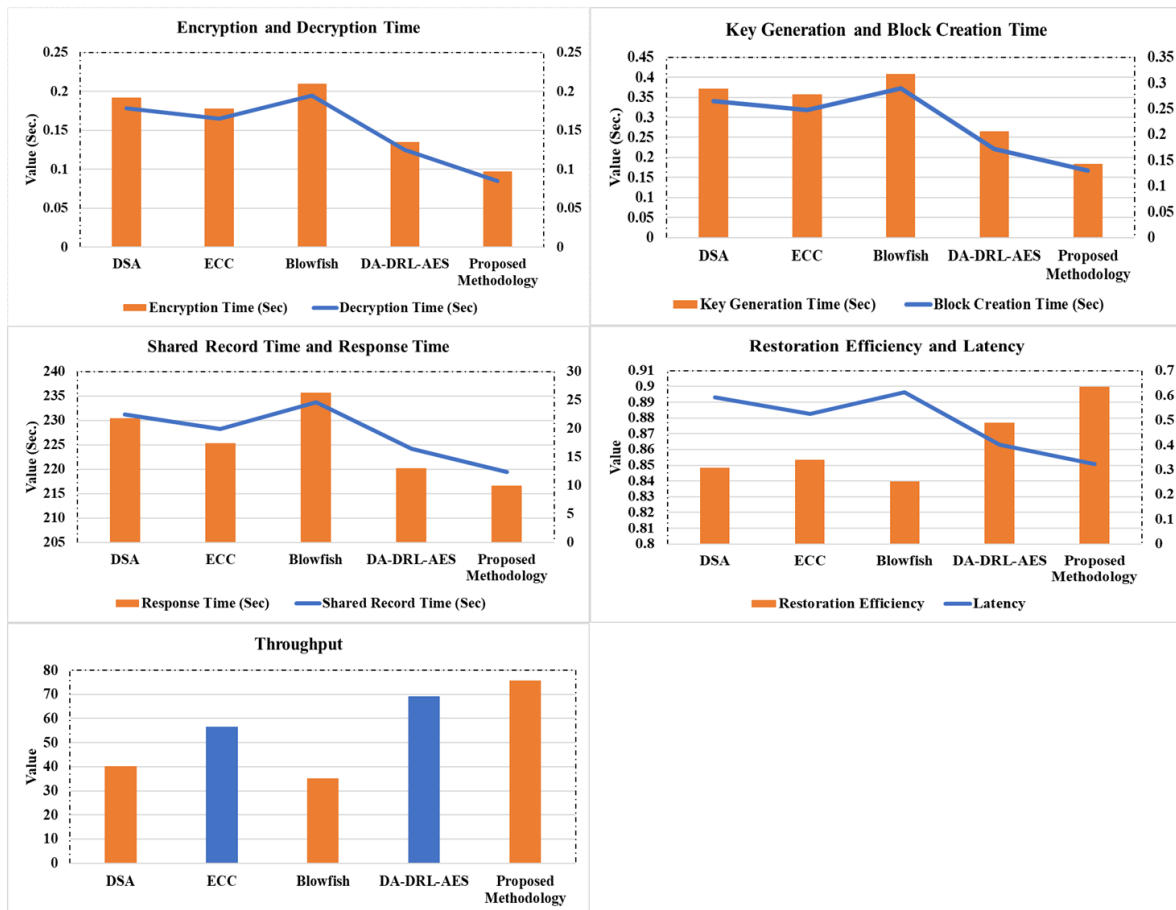 Encryption and Decryption Time
0.25 0.25
0.2 0.2
0.15 0.15
0.1 0.1
0.05 0.05
0 0
Value (Sec.)
DSA ECC Blowfish DA-DRL-AES Proposed
Methodology
Encryption Time (Sec) Decryption Time (Sec)
Key Generation and Block Creation Time
0.45 0.35
0.4 0.3
0.35 0.25
0.3 0.2
0.25 0.15
0.2 0.1
0.15 0.05
0.1 0
0.05
0
Value (Sec.)
DSA ECC Blowfish DA-DRL-AES Proposed
Methodology
Key Generation Time (Sec) Block Creation Time (Sec)
Shared Record Time and Response Time
240 30
235 25
230 20
225 15
220 10
215 5
210 0
205
Value (Sec.)
DSA ECC Blowfish DA-DRL-AES Proposed
Methodology
Response Time (Sec) Shared Record Time (Sec)
Restoration Efficiency and Latency
0.91 0.7
0.9 0.6
0.89 0.5
0.88 0.4
0.87 0.3
0.86 0.2
0.85 0.1
0.84 0
0.83
0.82
0.81
0.8
Value
DSA ECC Blowfish DA-DRL-AES Proposed
Methodology
Restoration Efficiency Latency
Throughput
80
70
60
50
40
30
20
10
0
Value
DSA ECC Blowfish DA-DRL-AES Proposed
Methodology